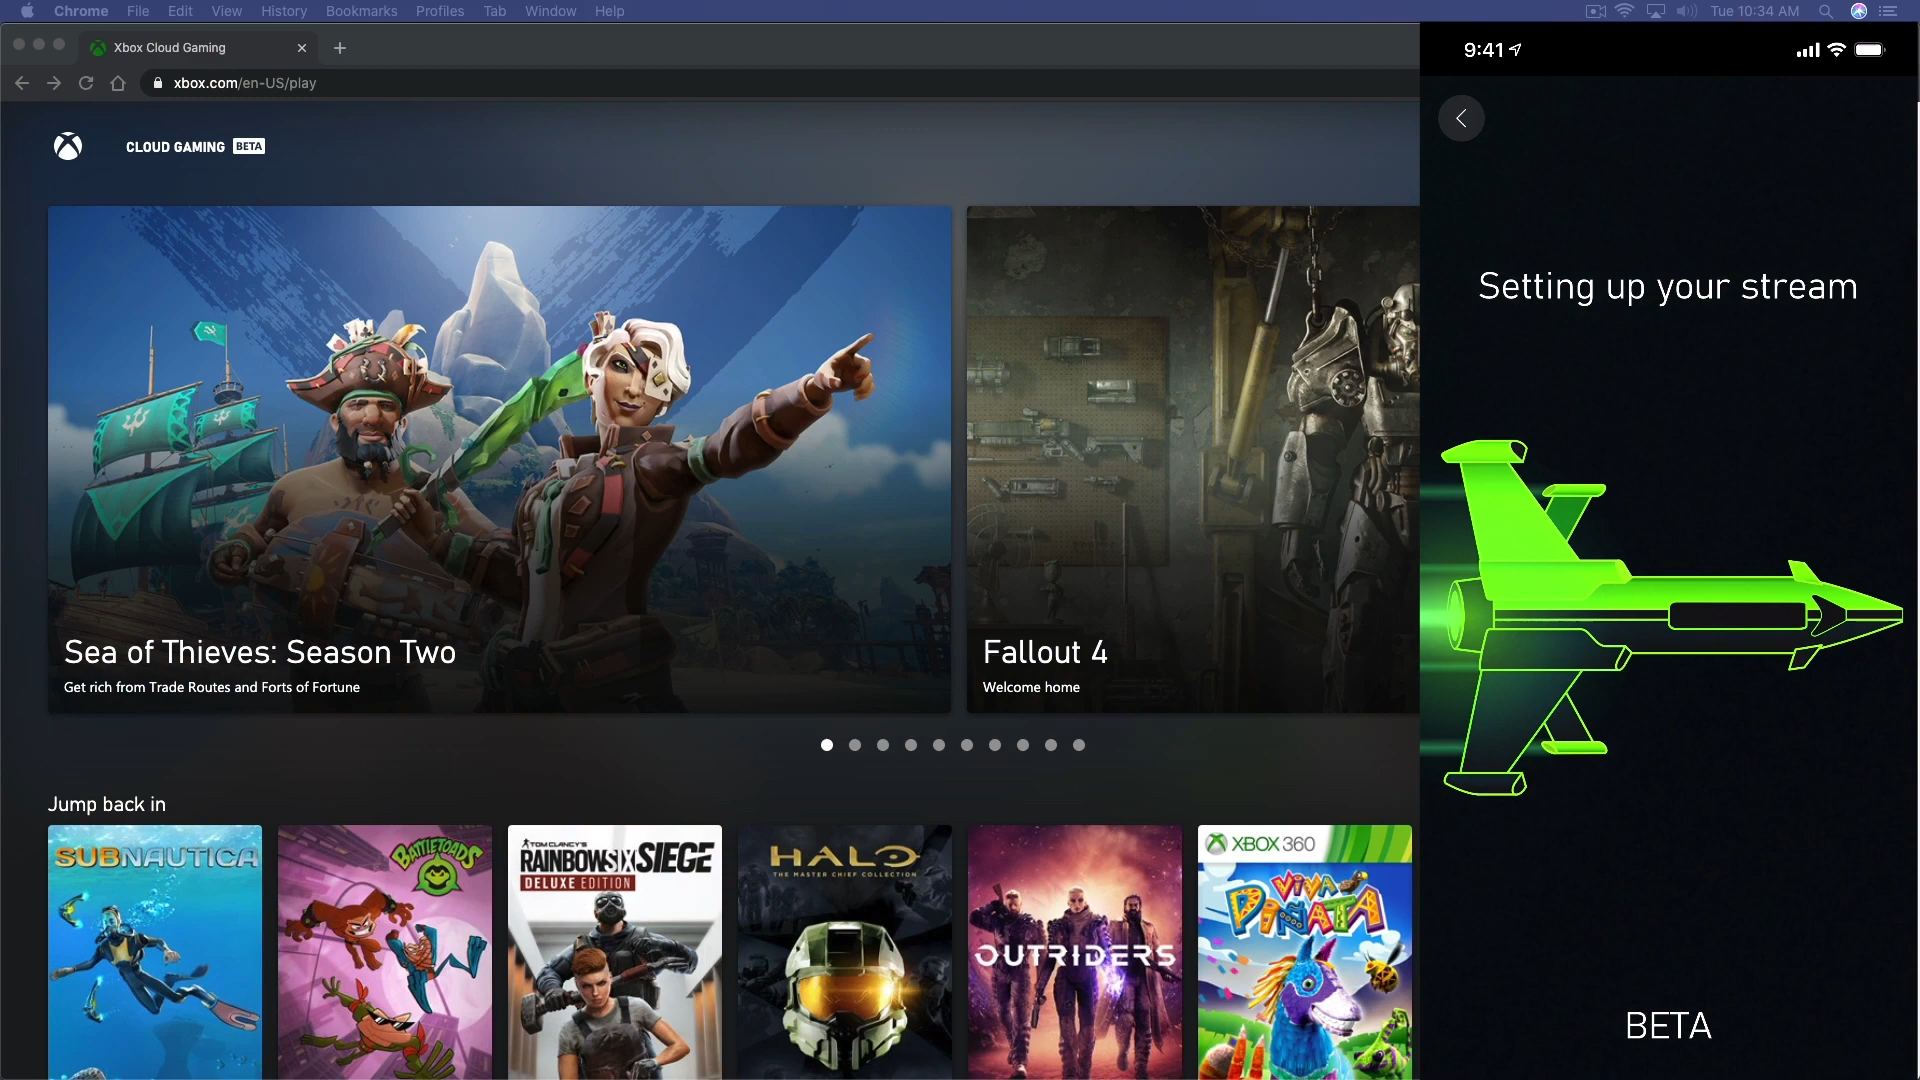 Chrome File Edit View History Bookmarks Profiles Tab Window Help
Tue 10:34 AM
Xbox Cloud Gaming
xbox.com/en-US/play
CLOUD GAMING BETA
Sea of Thieves: Season Two
Get rich from Trade Routes and Forts of Fortune
Fallout 4
Welcome home
Jump back in
SUBNAUTICA
BATTLETOADS
TOM CLANCY'S
RAINBOW SIX SIEGE
DELUXE EDITION
HALO
THE MASTER CHIEF COLLECTION
OUTRIDERS
XBOX 360
VIVA
PIÑATA
9:41
Setting up your stream
BETA